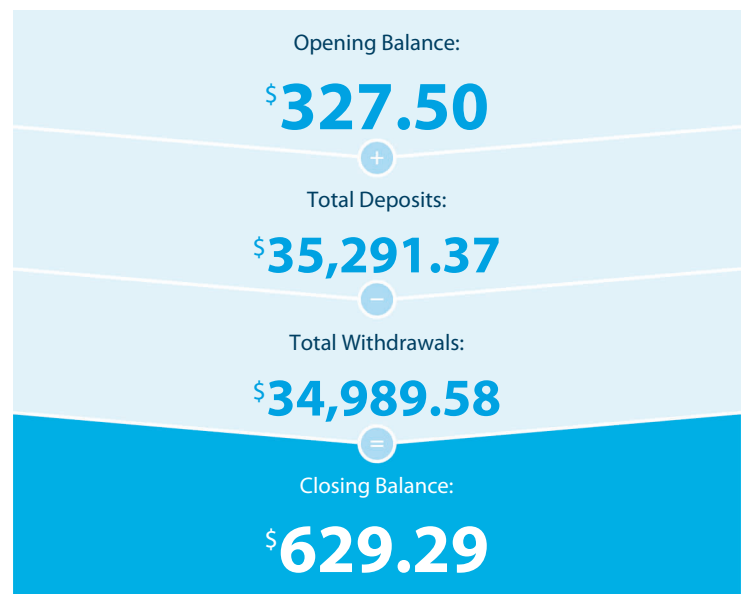 Opening Balance:
$327.50
+
Total Deposits:
$35,291.37
−
Total Withdrawals:
$34,989.58
=
Closing Balance:
$629.29